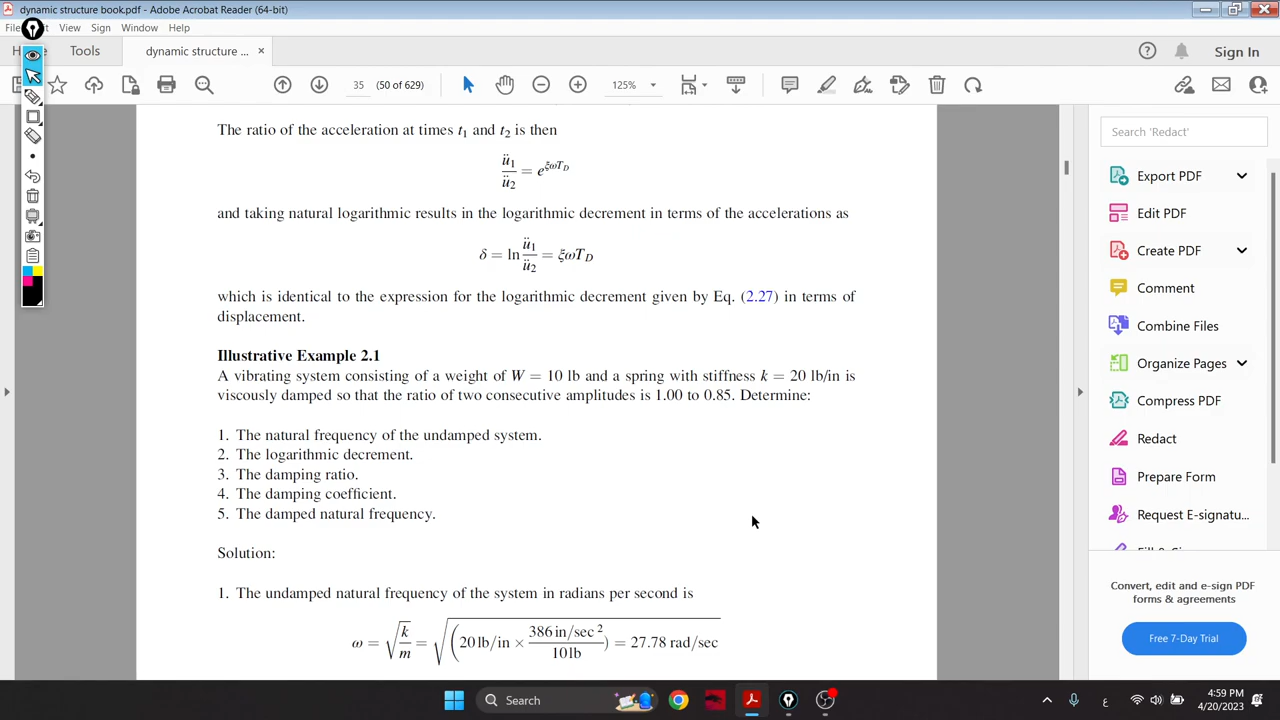 dynamic structure book.pdf - Adobe Acrobat Reader (64-bit)
File View Sign Window Help
Tools dynamic structure ... × Sign In
35 (50 of 629) 125%
The ratio of the acceleration at times t₁ and t₂ is then
ü₁/ü₂ = e^{ξωT_D}
and taking natural logarithmic results in the logarithmic decrement in terms of the accelerations as
δ = ln ü₁/ü₂ = ξωT_D
which is identical to the expression for the logarithmic decrement given by Eq. (2.27) in terms of
displacement.
Illustrative Example 2.1
A vibrating system consisting of a weight of W = 10 lb and a spring with stiffness k = 20 lb/in is
viscously damped so that the ratio of two consecutive amplitudes is 1.00 to 0.85. Determine:
1. The natural frequency of the undamped system.
2. The logarithmic decrement.
3. The damping ratio.
4. The damping coefficient.
5. The damped natural frequency.
Solution:
1. The undamped natural frequency of the system in radians per second is
ω = √(k/m) = √(20 lb/in × 386 in/sec²/10 lb) = 27.78 rad/sec
Search 'Redact'
Export PDF
Edit PDF
Create PDF
Comment
Combine Files
Organize Pages
Compress PDF
Redact
Prepare Form
Request E-signatu...
Convert, edit and e-sign PDF
forms & agreements
Free 7-Day Trial
Search
ع
4:59 PM
4/20/2023